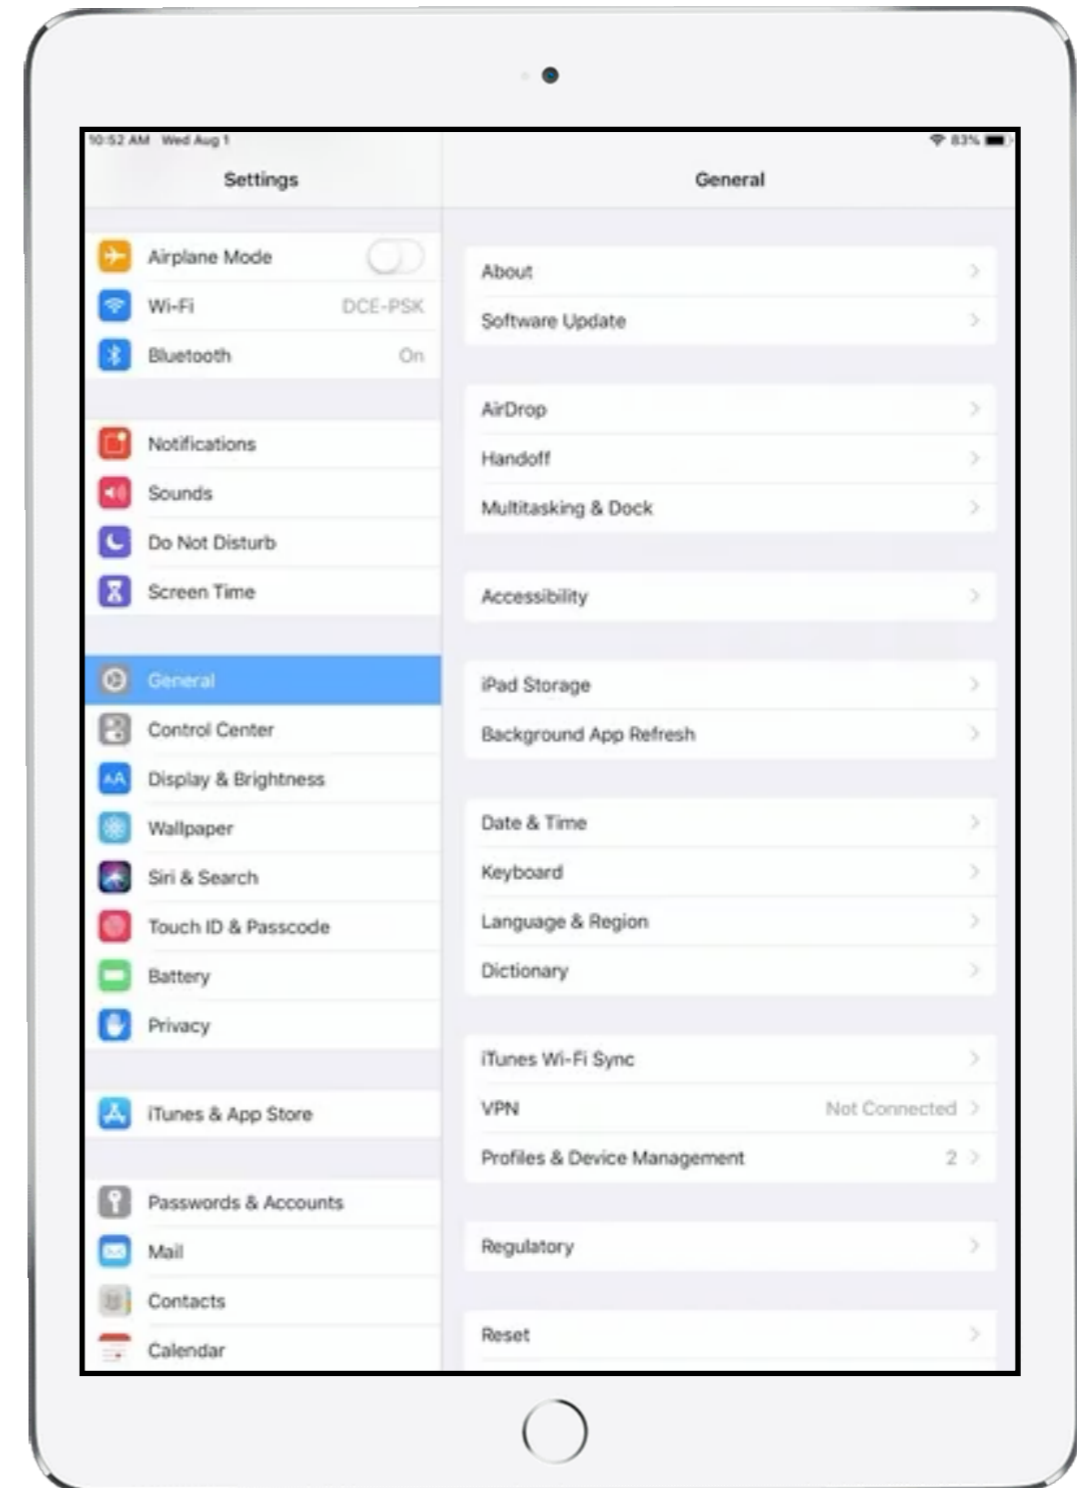 10:52 AM Wed Aug 1
83%
Settings
Airplane Mode
Wi-Fi DCE-PSK
Bluetooth On
Notifications
Sounds
Do Not Disturb
Screen Time
General
Control Center
AA Display & Brightness
Wallpaper
Siri & Search
Touch ID & Passcode
Battery
Privacy
iTunes & App Store
Passwords & Accounts
Mail
Contacts
Calendar
General
About
Software Update
AirDrop
Handoff
Multitasking & Dock
Accessibility
iPad Storage
Background App Refresh
Date & Time
Keyboard
Language & Region
Dictionary
iTunes Wi-Fi Sync
VPN Not Connected
Profiles & Device Management 2
Regulatory
Reset